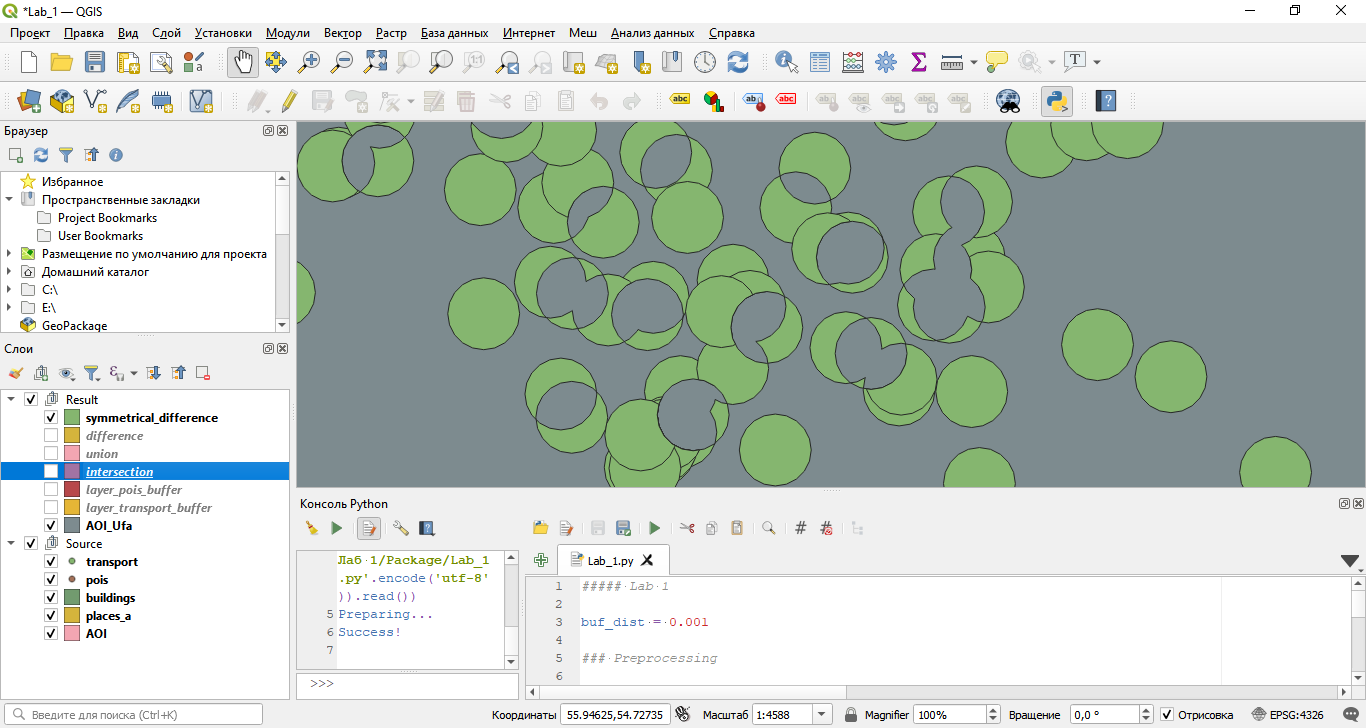 *Lab_1 — QGIS
Проект Правка Вид Слой Установки Модули Вектор Растр База данных Интернет Меш Анализ данных Справка
Браузер
Избранное
Пространственные закладки
Project Bookmarks
User Bookmarks
Размещение по умолчанию для проекта
Домашний каталог
C:\
E:\
GeoPackage
Слои
Result
symmetrical_difference
difference
union
intersection
layer_pois_buffer
layer_transport_buffer
AOI_Ufa
Source
transport
pois
buildings
places_a
AOI
Консоль Python
Лаб 1/Package/Lab_1
.py'.encode('utf-8'
)).read())
5 Preparing...
6 Success!
7
>>>
Lab_1.py
1 ##### Lab 1
2
3 buf_dist = 0.001
4
5 ### Preprocessing
6
Введите для поиска (Ctrl+K)
Координаты 55.94625,54.72735 Масштаб 1:4588 Magnifier 100% Вращение 0,0 ° Отрисовка EPSG:4326